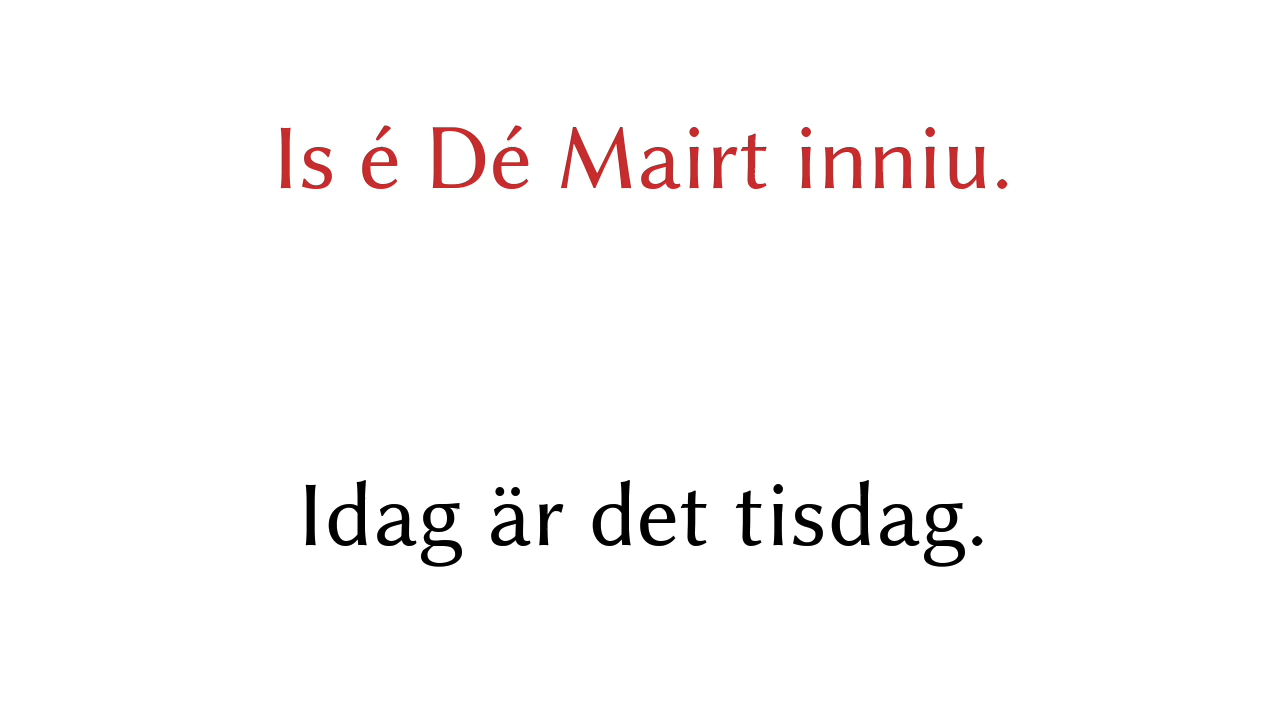 Is é Dé Mairt inniu.
Idag är det tisdag.